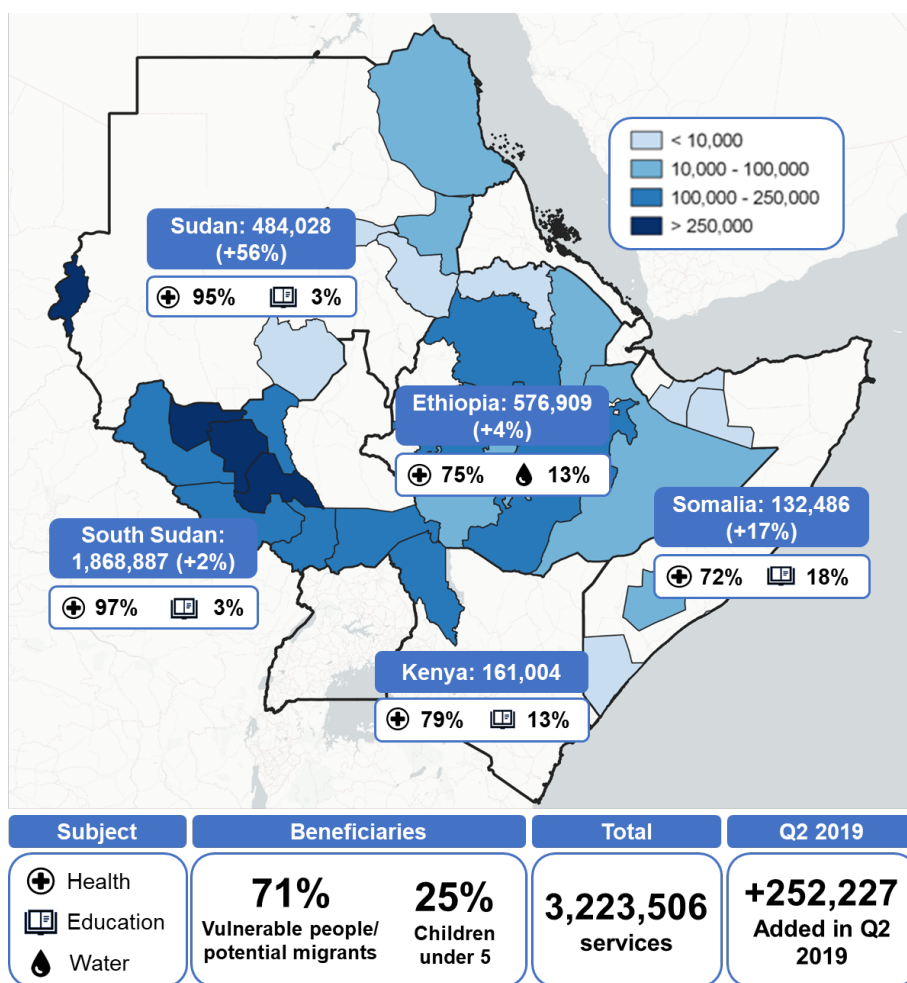 < 10,000
10,000 - 100,000
100,000 - 250,000
> 250,000
Sudan: 484,028
(+56%)
95% 3%
Ethiopia: 576,909
(+4%)
75% 13%
Somalia: 132,486
(+17%)
72% 18%
South Sudan:
1,868,887 (+2%)
97% 3%
Kenya: 161,004
79% 13%
Subject
Health
Education
Water
Beneficiaries
71%
Vulnerable people/
potential migrants
25%
Children
under 5
Total
3,223,506
services
Q2 2019
+252,227
Added in Q2
2019